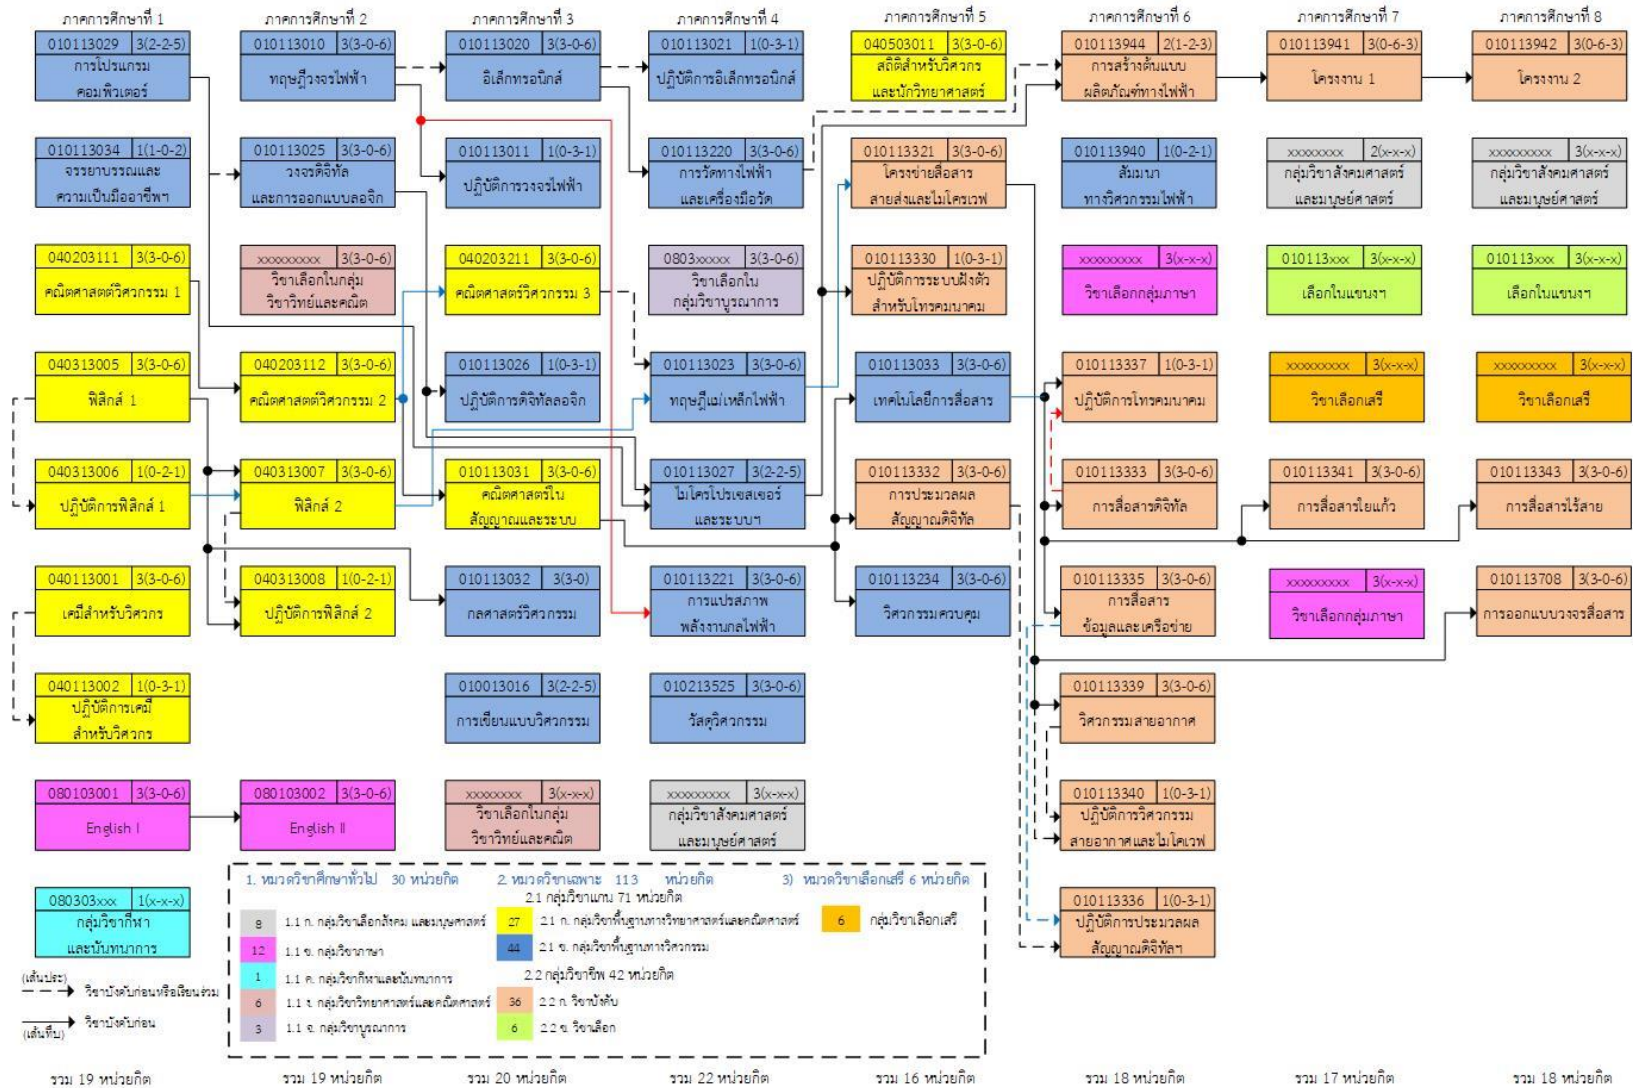 ภาคการศึกษาที่ 1
ภาคการศึกษาที่ 2
ภาคการศึกษาที่ 3
ภาคการศึกษาที่ 4
ภาคการศึกษาที่ 5
ภาคการศึกษาที่ 6
ภาคการศึกษาที่ 7
ภาคการศึกษาที่ 8
010113029 3(2-2-5)
การโปรแกรม
คอมพิวเตอร์
010113010 3(3-0-6)
ทฤษฎีวงจรไฟฟ้า
010113020 3(3-0-6)
อิเล็กทรอนิกส์
010113021 1(0-3-1)
ปฏิบัติการอิเล็กทรอนิกส์
040503011 3(3-0-6)
สถิติสำหรับวิศวกร
และนักวิทยาศาสตร์
010113944 2(1-2-3)
การสร้างต้นแบบ
ผลิตภัณฑ์ทางไฟฟ้า
010113941 3(0-6-3)
โครงงาน 1
010113942 3(0-6-3)
โครงงาน 2
010113034 1(1-0-2)
จรรยาบรรณและ
ความเป็นมืออาชีพฯ
010113025 3(3-0-6)
วงจรดิจิทัล
และการออกแบบลอจิก
010113011 1(0-3-1)
ปฏิบัติการวงจรไฟฟ้า
010113220 3(3-0-6)
การวัดทางไฟฟ้า
และเครื่องมือวัด
010113321 3(3-0-6)
โครงข่ายสื่อสาร
สายส่งและไมโครเวฟ
010113940 1(0-2-1)
สัมมนา
ทางวิศวกรรมไฟฟ้า
xxxxxxxx 2(x-x-x)
กลุ่มวิชาสังคมศาสตร์
และมนุษย์ศาสตร์
xxxxxxxxx 3(x-x-x)
กลุ่มวิชาสังคมศาสตร์
และมนุษย์ศาสตร์
040203111 3(3-0-6)
คณิตศาสตต์วิศวกรรม 1
xxxxxxxxx 3(3-0-6)
วิชาเลือกในกลุ่ม
วิชาวิทย์และคณิต
040203211 3(3-0-6)
คณิตศาสตร์วิศวกรรม 3
0803xxxxx 3(3-0-6)
วิชาเลือกใน
กลุ่มวิชาบูรณาการ
010113330 1(0-3-1)
ปฏิบัติการระบบฝังตัว
สำหรับโทรคมนาคม
xxxxxxxxx 3(x-x-x)
วิชาเลือกกลุ่มภาษา
010113xxx 3(x-x-x)
เลือกในแขนงฯ
010113xxx 3(x-x-x)
เลือกในแขนงฯ
040313005 3(3-0-6)
ฟิสิกส์ 1
040203112 3(3-0-6)
คณิตศาสตต์วิศวกรรม 2
010113026 1(0-3-1)
ปฏิบัติการดิจิทัลลอจิก
010113023 3(3-0-6)
ทฤษฎีแม่เหล็กไฟฟ้า
010113033 3(3-0-6)
เทคโนโลยีการสื่อสาร
010113337 1(0-3-1)
ปฏิบัติการโทรคมนาคม
xxxxxxxxx 3(x-x-x)
วิชาเลือกเสรี
xxxxxxxxx 3(x-x-x)
วิชาเลือกเสรี
040313006 1(0-2-1)
ปฏิบัติการฟิสิกส์ 1
040313007 3(3-0-6)
ฟิสิกส์ 2
010113031 3(3-0-6)
คณิตศาสตร์ใน
สัญญาณและระบบ
010113027 3(2-2-5)
ไมโครโปรเซสเซอร์
และระบบฯ
010113332 3(3-0-6)
การประมวลผล
สัญญาณดิจิทัล
010113333 3(3-0-6)
การสื่อสารดิจิทัล
010113341 3(3-0-6)
การสื่อสารใยแก้ว
010113343 3(3-0-6)
การสื่อสารไร้สาย
040113001 3(3-0-6)
เคมีสำหรับวิศวกร
040313008 1(0-2-1)
ปฏิบัติการฟิสิกส์ 2
010113032 3(3-0)
กลศาสตร์วิศวกรรม
010113221 3(3-0-6)
การแปรสภาพ
พลังงานกลไฟฟ้า
010113234 3(3-0-6)
วิศวกรรมควบคุม
010113335 3(3-0-6)
การสื่อสาร
ข้อมูลและเครือข่าย
xxxxxxxxx 3(x-x-x)
วิชาเลือกกลุ่มภาษา
010113708 3(3-0-6)
การออกแบบวงจรสื่อสาร
040113002 1(0-3-1)
ปฏิบัติการเคมี
สำหรับวิศวกร
010013016 3(2-2-5)
การเขียนแบบวิศวกรรม
010213525 3(3-0-6)
วัสดุวิศวกรรม
010113339 3(3-0-6)
วิศวกรรมสายอากาศ
080103001 3(3-0-6)
English I
080103002 3(3-0-6)
English II
xxxxxxxx 3(x-x-x)
วิชาเลือกในกลุ่ม
วิชาวิทย์และคณิต
xxxxxxxxx 3(x-x-x)
กลุ่มวิชาสังคมศาสตร์
และมนุษย์ศาสตร์
010113340 1(0-3-1)
ปฏิบัติการวิศวกรรม
สายอากาศและไมโคเวฟ
080303xxx 1(x-x-x)
กลุ่มวิชากีฬา
และนันทนาการ
010113336 1(0-3-1)
ปฏิบัติการประมวลผล
สัญญาณดิจิทัลฯ
1. หมวดวิชาศึกษาทั่วไป 30 หน่วยกิต
8 1.1 ก. กลุ่มวิชาเลือกสังคม และมนุษศาสตร์
12 1.1 ข. กลุ่มวิชาภาษา
1 1.1 ค. กลุ่มวิชากีฬาและนันทนาการ
6 1.1 ง. กลุ่มวิชาวิทยาศาสตร์และคณิตศาสตร์
3 1.1 จ. กลุ่มวิชาบูรณาการ
2. หมวดวิชาเฉพาะ 113 หน่วยกิต
2.1 กลุ่มวิชาแกน 71 หน่วยกิต
27 2.1 ก. กลุ่มวิชาพื้นฐานทางวิทยาศาสตร์และคณิตศาสตร์
44 2.1 ข. กลุ่มวิชาพื้นฐานทางวิศวกรรม
2.2 กลุ่มวิชาชีพ 42 หน่วยกิต
36 2.2 ก. วิชาบังคับ
6 2.2 ข. วิชาเลือก
3) หมวดวิชาเลือกเสรี 6 หน่วยกิต
6 กลุ่มวิชาเลือกเสรี
(เส้นประ)
วิชาบังคับก่อนหรือเรียนร่วม
วิชาบังคับก่อน
(เส้นทึบ)
รวม 19 หน่วยกิต
รวม 19 หน่วยกิต
รวม 20 หน่วยกิต
รวม 22 หน่วยกิต
รวม 16 หน่วยกิต
รวม 18 หน่วยกิต
รวม 17 หน่วยกิต
รวม 18 หน่วยกิต